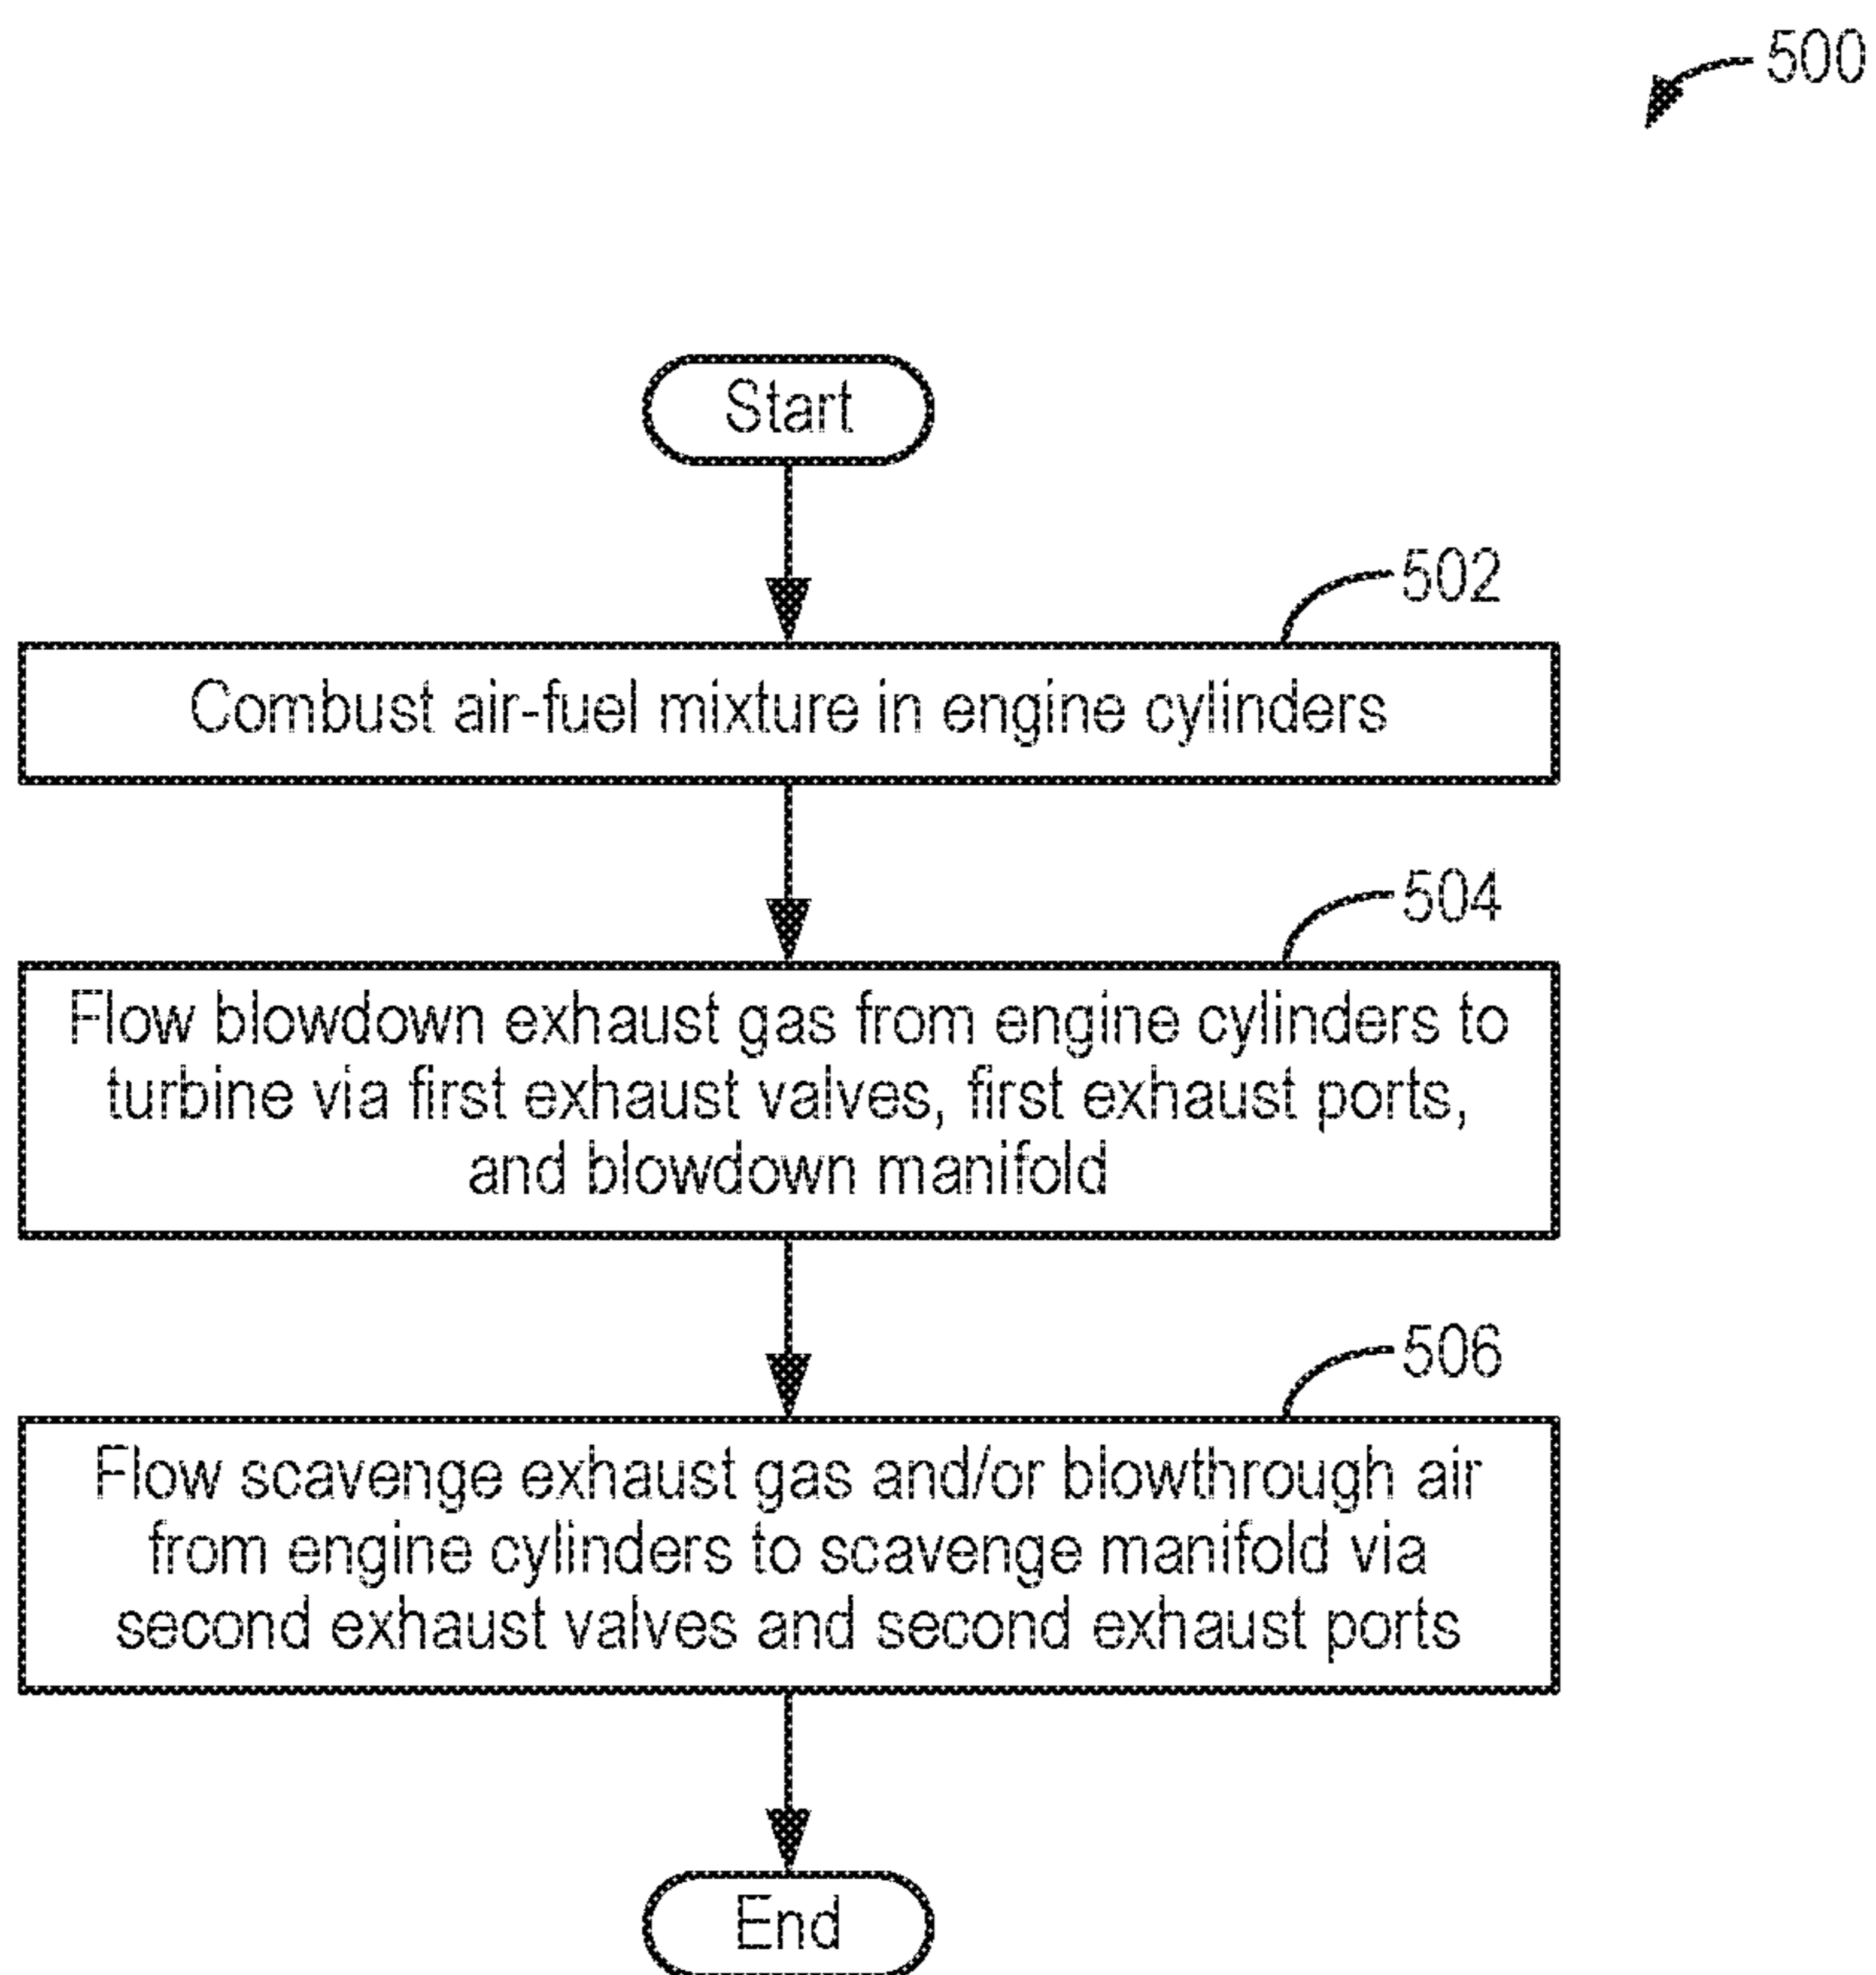 500
Start
502
Combust air-fuel mixture in engine cylinders
504
Flow blowdown exhaust gas from engine cylinders to
turbine via first exhaust valves, first exhaust ports,
and blowdown manifold
506
Flow scavenge exhaust gas and/or blowthrough air
from engine cylinders to scavenge manifold via
second exhaust valves and second exhaust ports
End